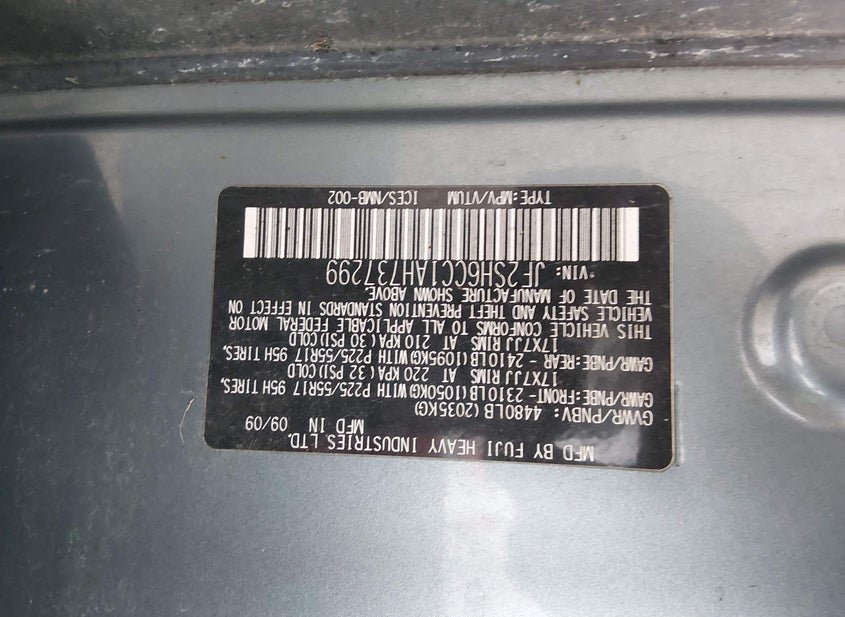 MFD BY FUJI HEAVY INDUSTRIES LTD.
MFD IN 09/09
GVWR/PNBV: 4480LB(2035KG)
GAWR/PNBE:FRONT- 2310LB(1050KG)WITH P225/55R17 95H TIRES,
17X7JJ RIMS AT 220 KPA(32 PSI)COLD
GAWR/PNBE:REAR - 2410LB(1095KG)WITH P225/55R17 95H TIRES,
17X7JJ RIMS AT 210 KPA(30 PSI)COLD
THIS VEHICLE CONFORMS TO ALL APPLICABLE FEDERAL MOTOR
VEHICLE SAFETY AND THEFT PREVENTION STANDARDS IN EFFECT ON
THE DATE OF MANUFACTURE SHOWN ABOVE.
*VIN: JF2SH6CC1AH737299
TYPE:MPV/VTUM ICES/NMB-002